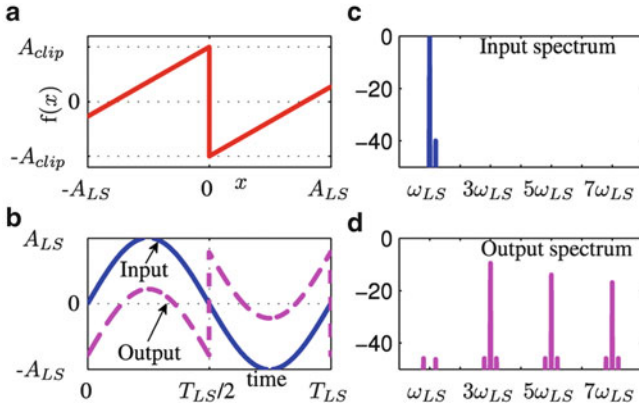 a
A_clip
0
-A_clip
f(x)
-A_LS
0
x
A_LS
b
A_LS
0
-A_LS
Input
Output
0
T_LS/2
time
T_LS
c
0
-20
-40
Input spectrum
ω_LS
3ω_LS
5ω_LS
7ω_LS
d
0
-20
-40
Output spectrum
ω_LS
3ω_LS
5ω_LS
7ω_LS